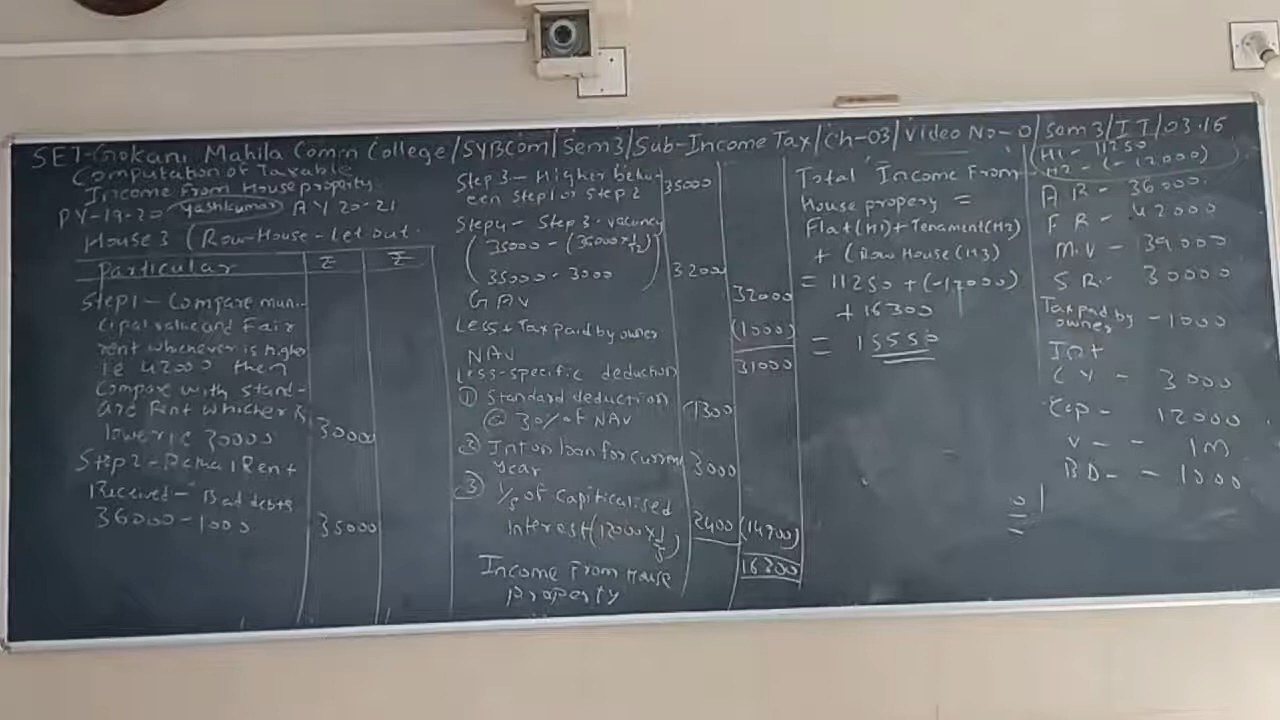 SET-Gokani Mahila Comm College/SYBCOM/Sem3/Sub-Income Tax/Ch-03/Video No-0/Sem3/IT/03.16
Computation of Taxable
Income From House property
PY-19-20 Yashkumar AY 20-21
House 3 (Row-House-Let out.
Particular ₹ ₹
Step1 - Compare muni-
cipal value and Fair
rent whenever is higher
ie 42000 then
Compare with stand-
ard Rent whichever is
lower ie 30000 30000
Step 2 - Actual Rent
Received - Bad debts
36000-1000 35000
Step 3 - Higher betw-
een step1 or step 2 35000
Step4 - Step 3 - vacancy
(35000 - (36000×1/12)
35000 - 3000) 32000
GAV 32000
Less + Tax paid by owner (1000)
NAV 31000
Less-specific deduction
① Standard deduction
@ 30% of NAV 9300
② Int on loan for current
year 3000
③ 1/5 of Capiticalised
interest (12000×1/5) 2400 (14700)
Income From House 16300
property
Total Income From
House propery =
Flat(H1)+Tenament(H2)
+ (Row House(H3)
= 11250 + (-12000)
+ 16300
= 15550
H1 - 11250
H2 - (-12000)
AR - 36000.
FR - 42000
M.V - 39000
S R. - 30000
Tax paid by
owner - 1000
Int
CY - 3000
Cap - 12000
V - - 1M
BD - - 1000